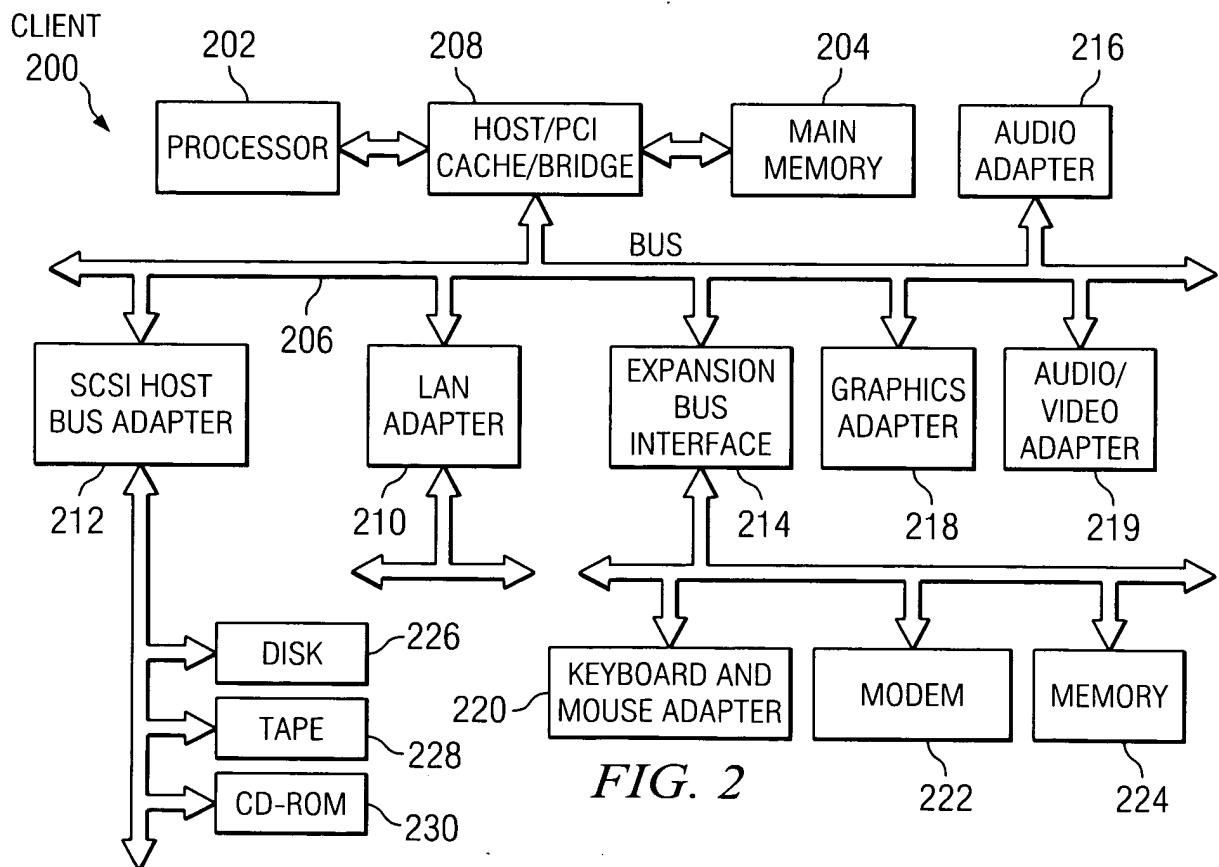 CLIENT
200
202
208
204
216
PROCESSOR
HOST/PCI
CACHE/BRIDGE
MAIN
MEMORY
AUDIO
ADAPTER
BUS
206
SCSI HOST
BUS ADAPTER
LAN
ADAPTER
EXPANSION
BUS
INTERFACE
GRAPHICS
ADAPTER
AUDIO/
VIDEO
ADAPTER
212
210
214
218
219
DISK
226
TAPE
228
CD-ROM
230
220
KEYBOARD AND
MOUSE ADAPTER
MODEM
MEMORY
222
224
FIG. 2